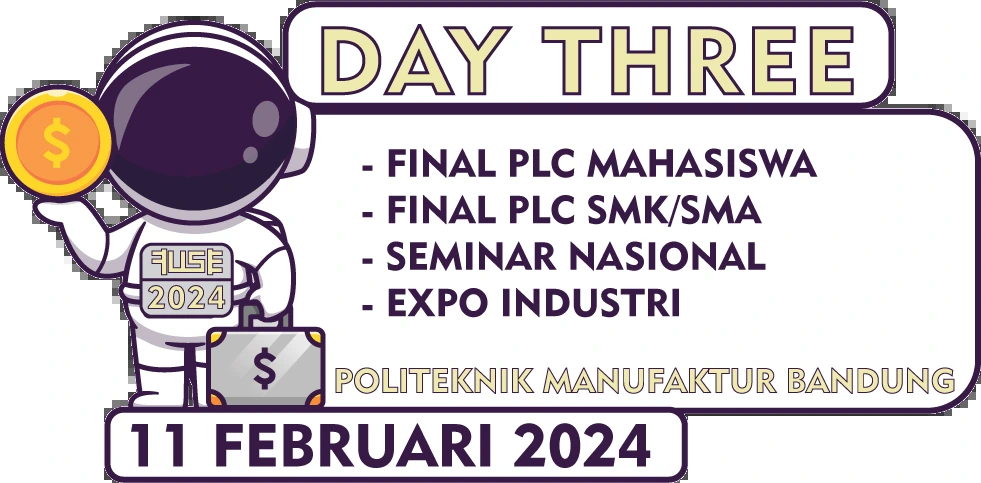 DAY THREE
- FINAL PLC MAHASISWA
- FINAL PLC SMK/SMA
- SEMINAR NASIONAL
- EXPO INDUSTRI
$
FUSE
2024
$
POLITEKNIK MANUFAKTUR BANDUNG
11 FEBRUARI 2024